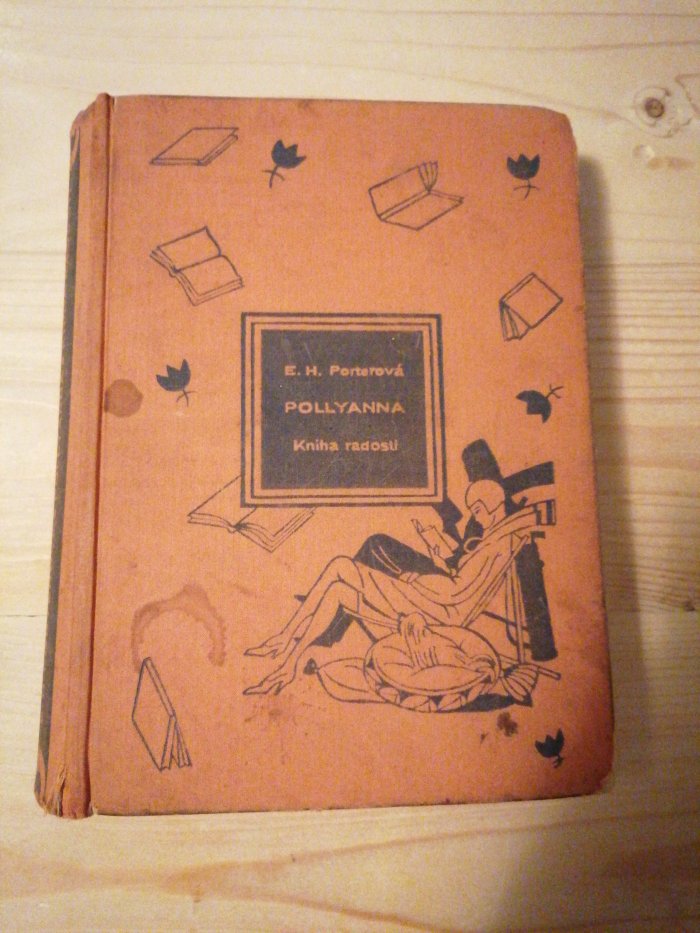 E. H. Porterová
POLLYANNA
Kniha radosti